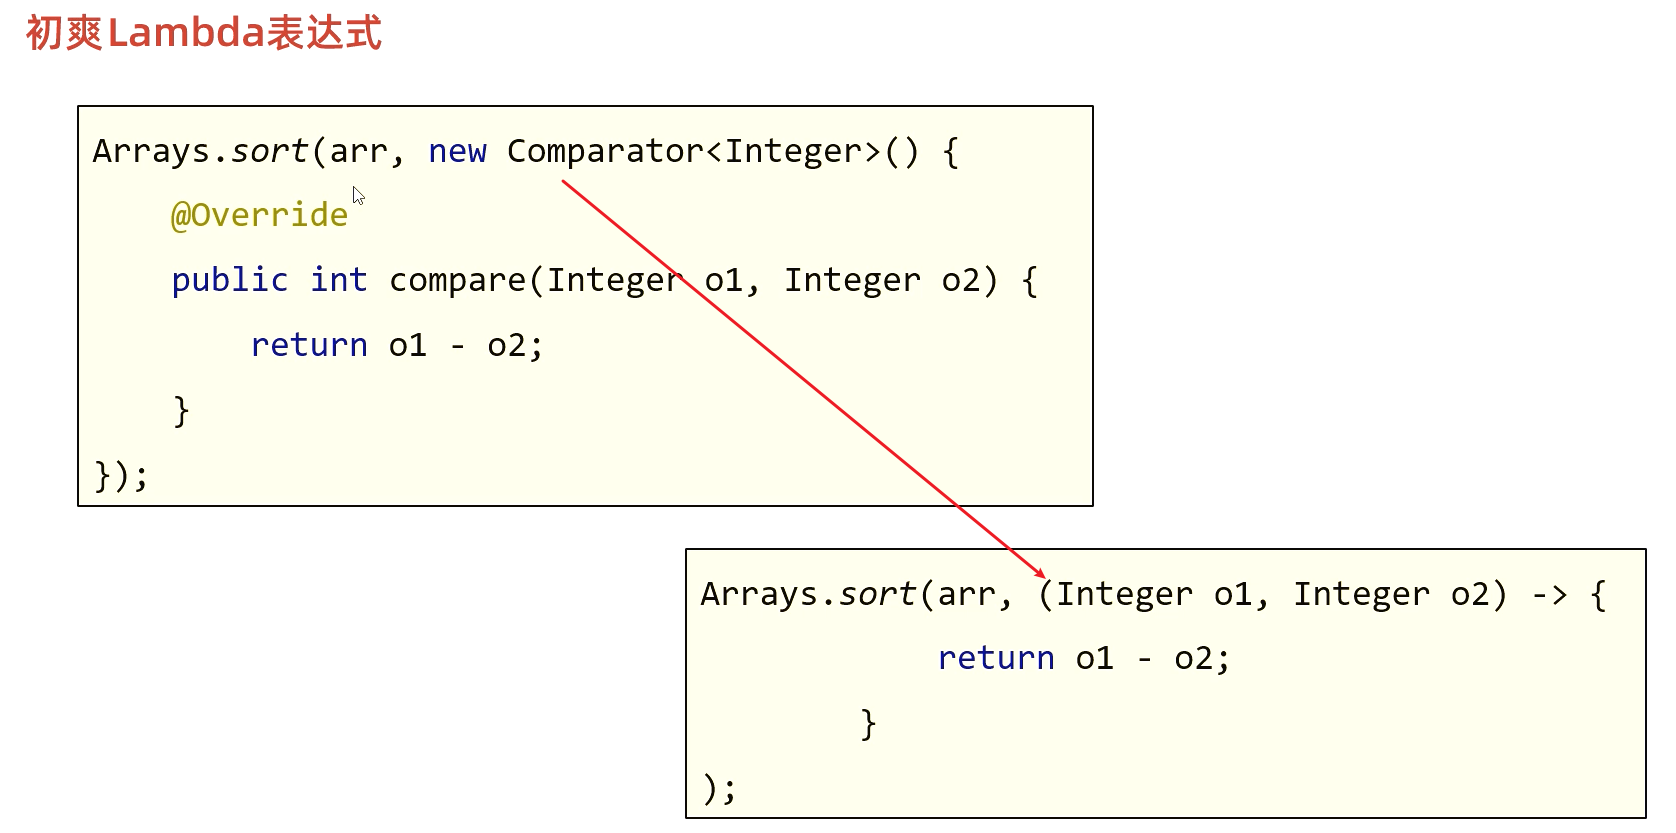 初爽Lambda表达式
Arrays.sort(arr, new Comparator<Integer>() {
@Override
public int compare(Integer o1, Integer o2) {
return o1 - o2;
}
});
Arrays.sort(arr, (Integer o1, Integer o2) -> {
return o1 - o2;
}
);